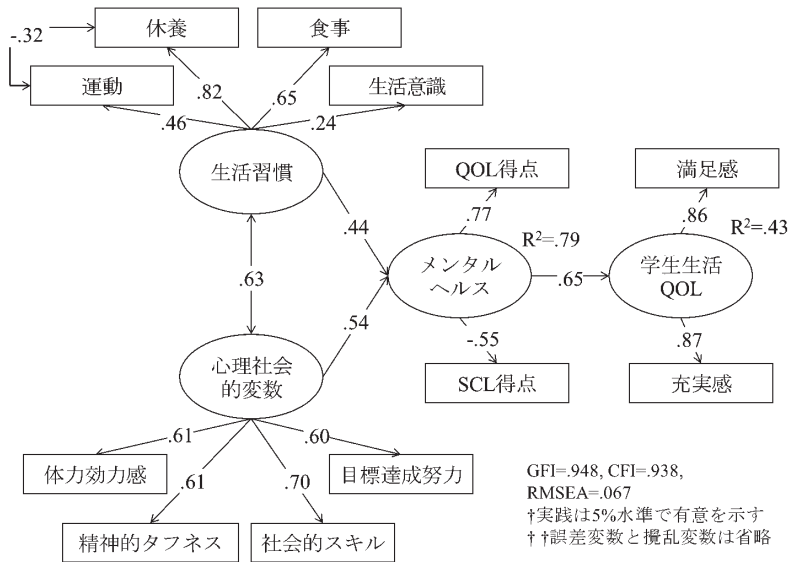 -.32
休養
食事
運動
生活意識
.82
.65
.46
.24
生活習慣
QOL得点
満足感
.44
.77
R²=.79
.86
R²=.43
メンタル
ヘルス
.65
学生生活
QOL
.63
.54
-.55
.87
心理社会
的変数
SCL得点
充実感
.61
.60
体力効力感
目標達成努力
.61
.70
精神的タフネス
社会的スキル
GFI=.948, CFI=.938,
RMSEA=.067
†実践は5%水準で有意を示す
††誤差変数と攪乱変数は省略